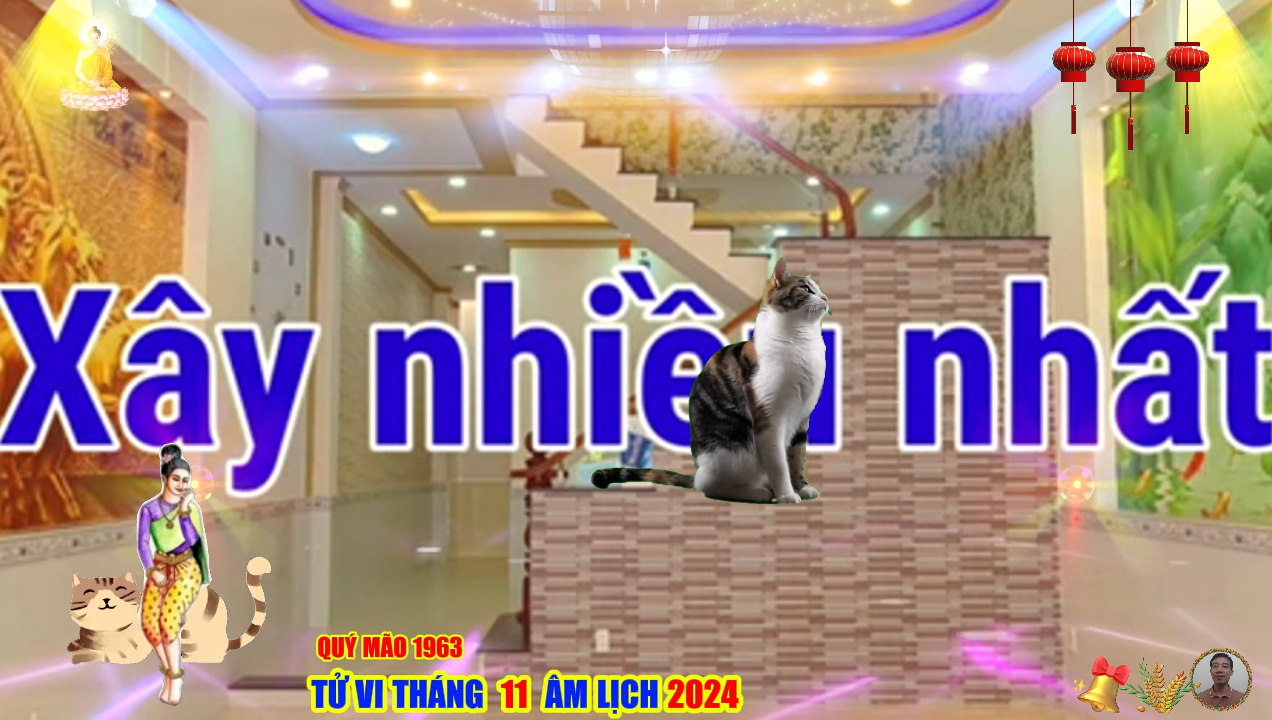 Xây nhiều nhất
QUÝ MÃO 1963
TỬ VI THÁNG 11 ÂM LỊCH 2024